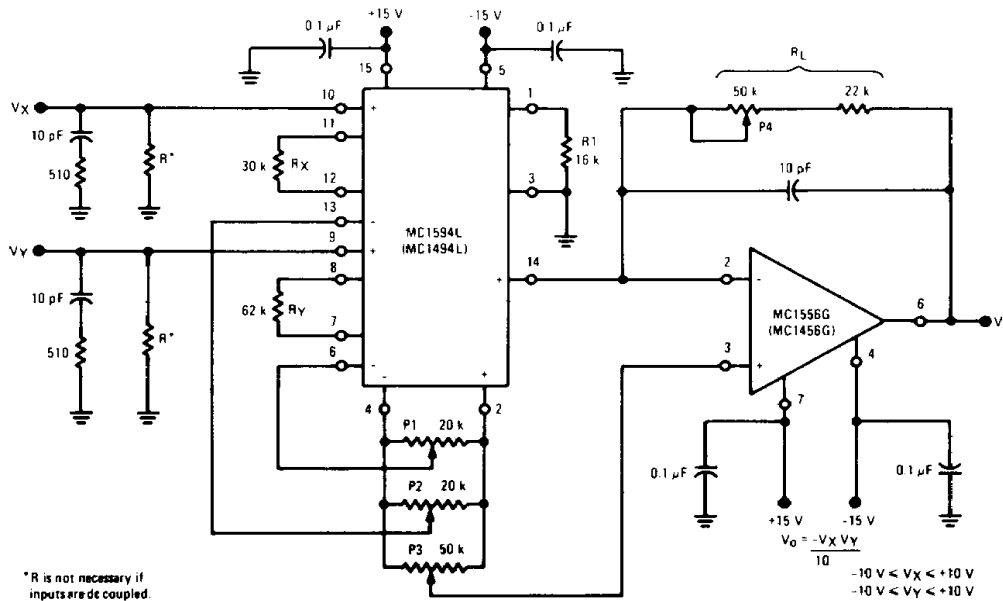 +15 V
-15 V
0.1 µF
0.1 µF
15
5
RL
50 k
22 k
P4
VX
10
+
1
11
10 pF
R*
30 k
RX
R1
16 k
510
12
3
10 pF
13
-
MC1594L
(MC1494L)
VY
9
+
8
14
+
2
-
10 pF
R*
62 k
RY
MC1556G
(MC1456G)
6
V
510
7
6
-
3
+
4
7
-
+
4
2
P1
20 k
0.1 µF
0.1 µF
P2
20 k
+15 V
-15 V
P3
50 k
Vo = -VX VY
10
*R is not necessary if
inputs are dc coupled.
-10 V ≤ VX ≤ +10 V
-10 V ≤ VY ≤ +10 V